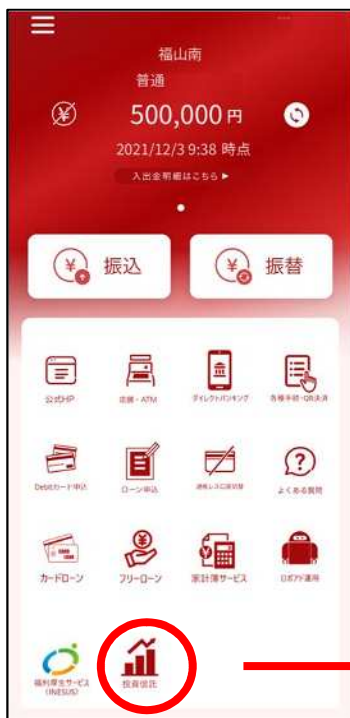 福山南
普通
500,000 円
2021/12/3 9:38 時点
入出金明細はこちら ▶
振込
振替
公式HP
店舗・ATM
ダイレクトバンキング
各種手続・QR決済
Debitカード申込
ローン申込
通帳レス口座切替
よくある質問
カードローン
フリーローン
家計簿サービス
ロボアド運用
福利厚生サービス
(INESUS)
投資信託